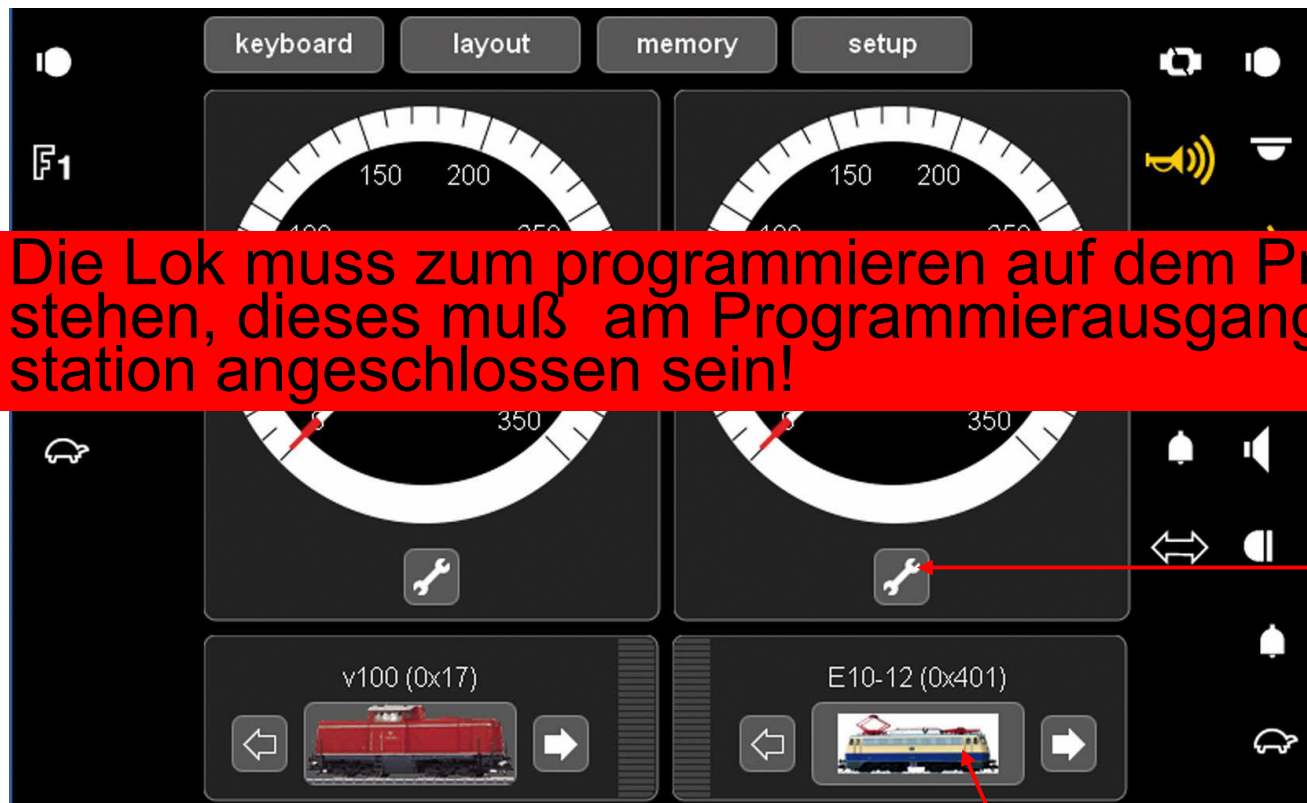 keyboard layout memory setup
F1
150 200 150 200
Die Lok muss zum programmieren auf dem
stehen, dieses muß  am Programmierausgang
station angeschlossen sein!
350 350
v100 (0x17) E10-12 (0x401)